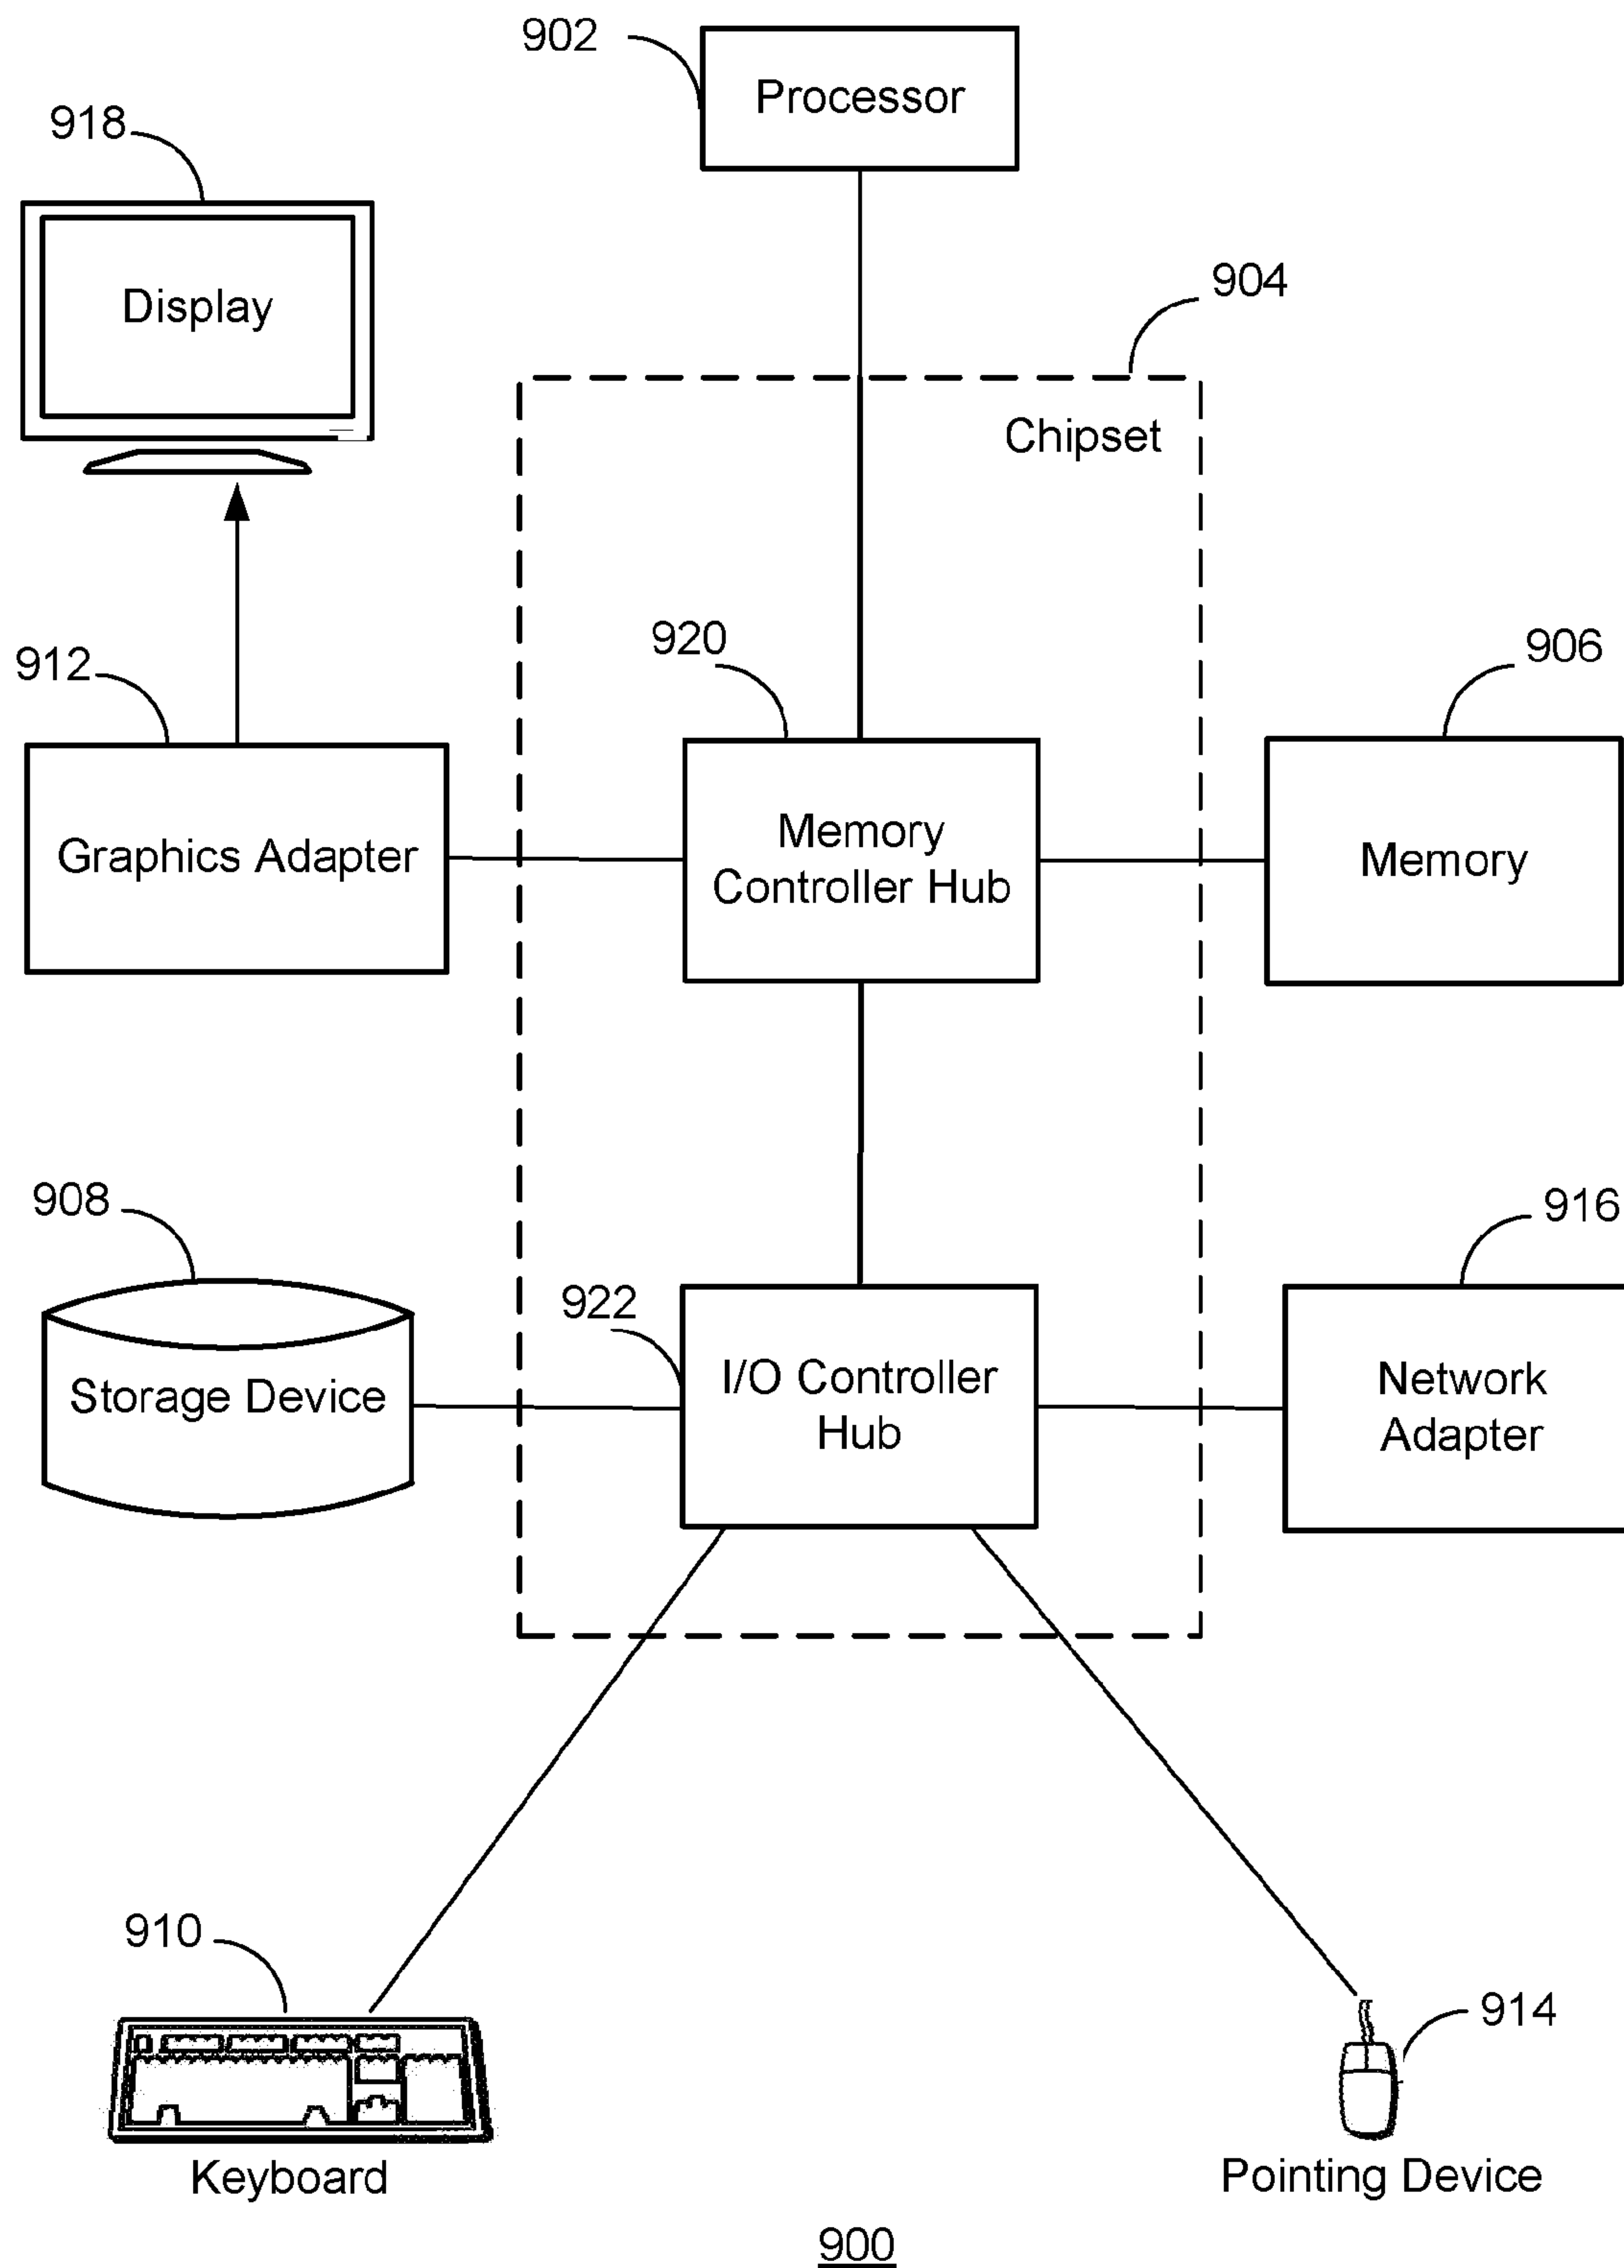 902
Processor
918
Display
904
Chipset
912
920
906
Graphics Adapter
Memory
Controller Hub
Memory
908
922
916
Storage Device
I/O Controller
Hub
Network
Adapter
910
914
Keyboard
Pointing Device
900